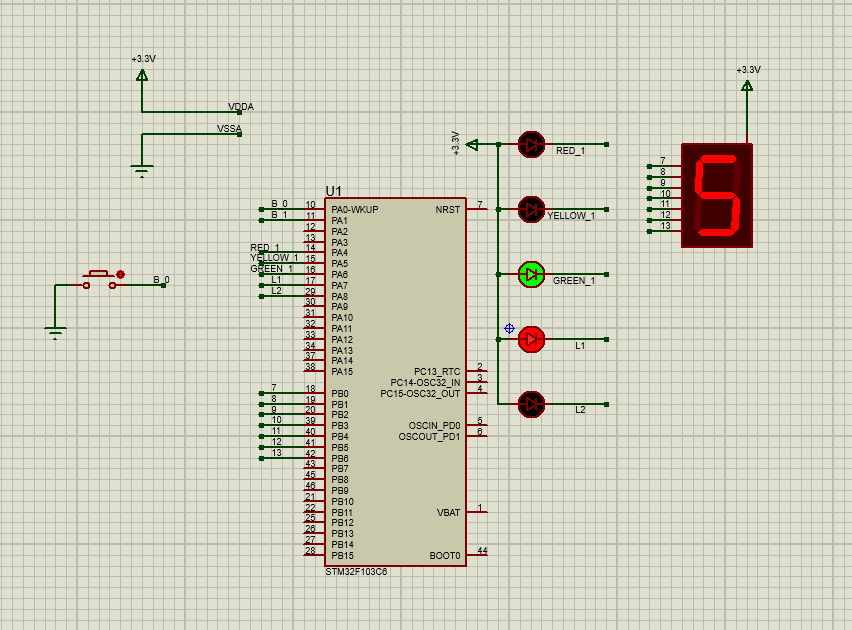 +3.3V
VDDA
VSSA
B_0
U1
B_0 10 PA0-WKUP
B_1 11 PA1
12 PA2
13 PA3
RED_1 14 PA4
YELLOW_1 15 PA5
GREEN_1 16 PA6
L1 17 PA7
L2 29 PA8
30 PA9
31 PA10
32 PA11
33 PA12
34 PA13
37 PA14
38 PA15
7 18 PB0
8 19 PB1
9 20 PB2
10 39 PB3
11 40 PB4
12 41 PB5
13 42 PB6
43 PB7
45 PB8
46 PB9
21 PB10
22 PB11
25 PB12
26 PB13
27 PB14
28 PB15
NRST 7
PC13_RTC 2
PC14-OSC32_IN 3
PC15-OSC32_OUT 4
OSCIN_PD0 5
OSCOUT_PD1 6
VBAT 1
BOOT0 44
STM32F103C6
+3.3V
RED_1
YELLOW_1
GREEN_1
L1
L2
+3.3V
7
8
9
10
11
12
13
5